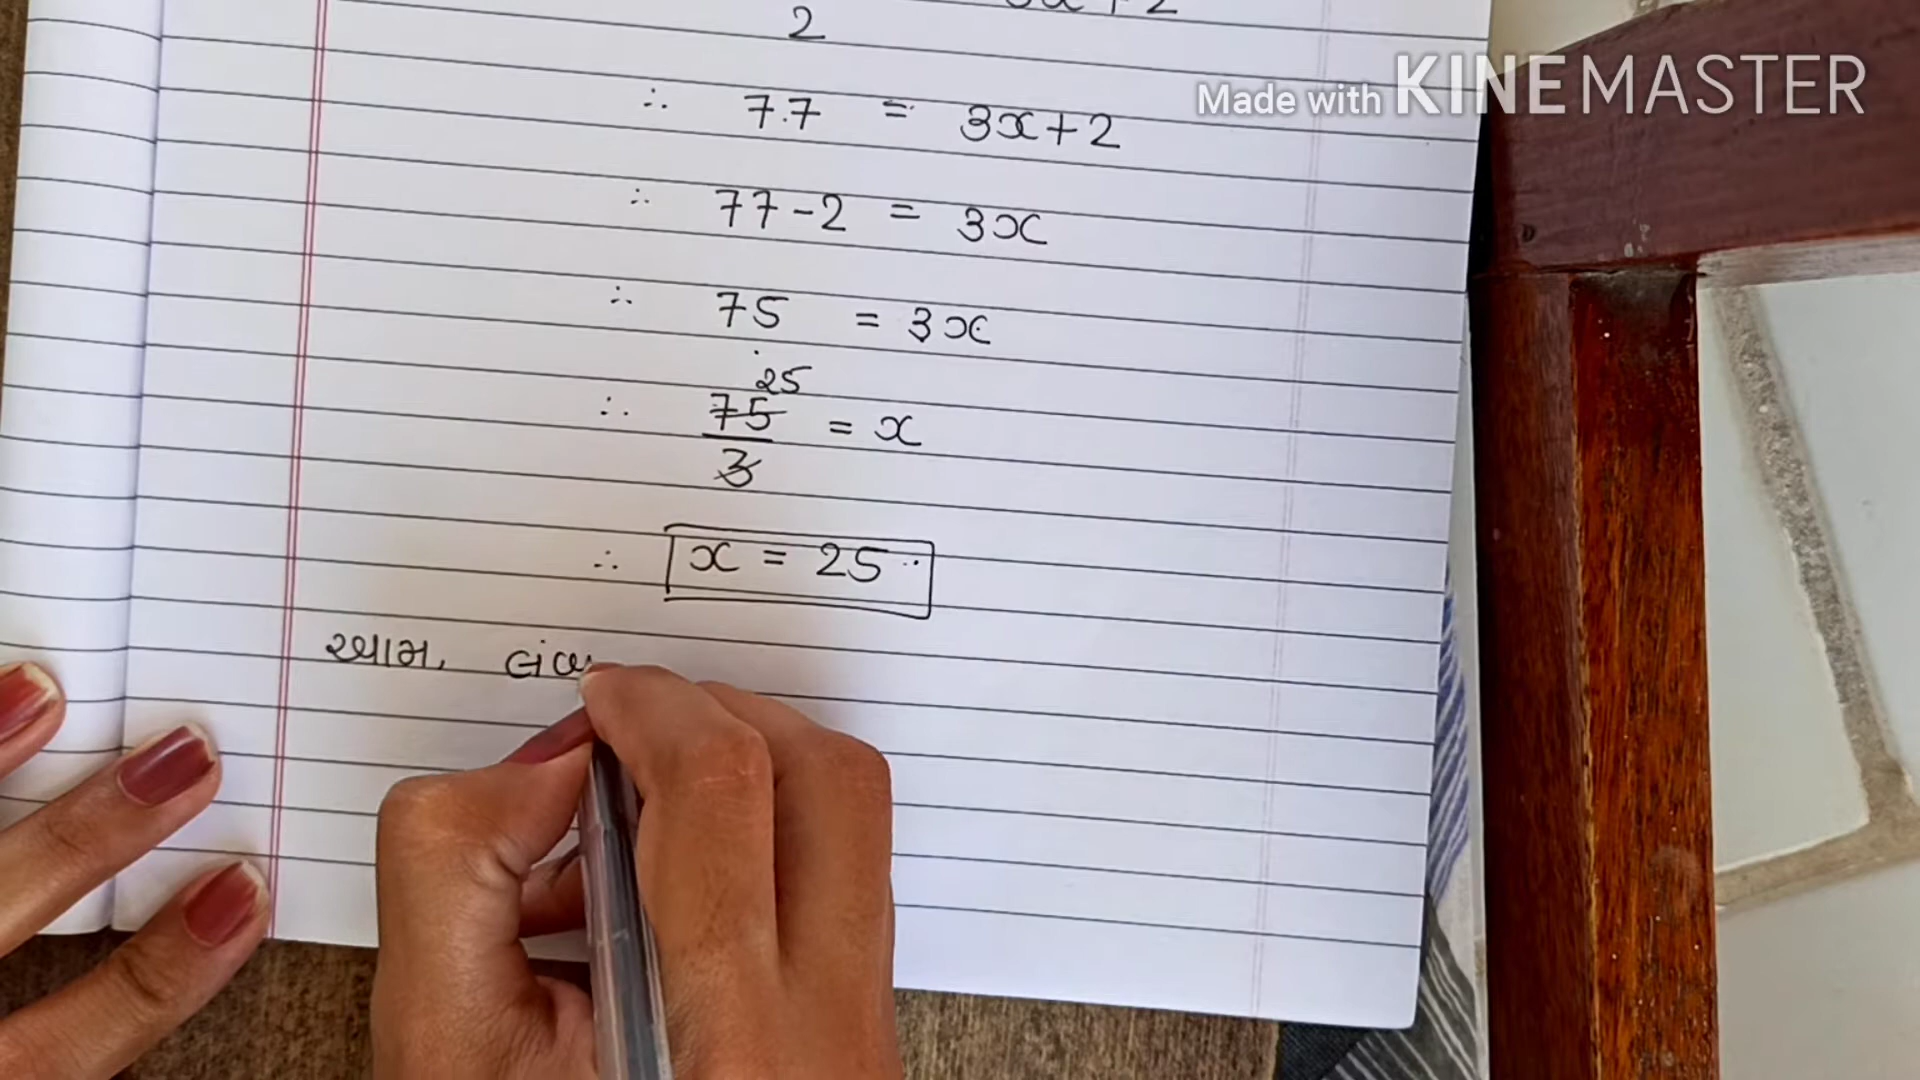 2
Made with KINEMASTER
∴ 77 = 3x+2
∴ 77-2 = 3x
∴ 75 = 3x
25
∴ 75/3 = x
∴ x = 25
આમ,